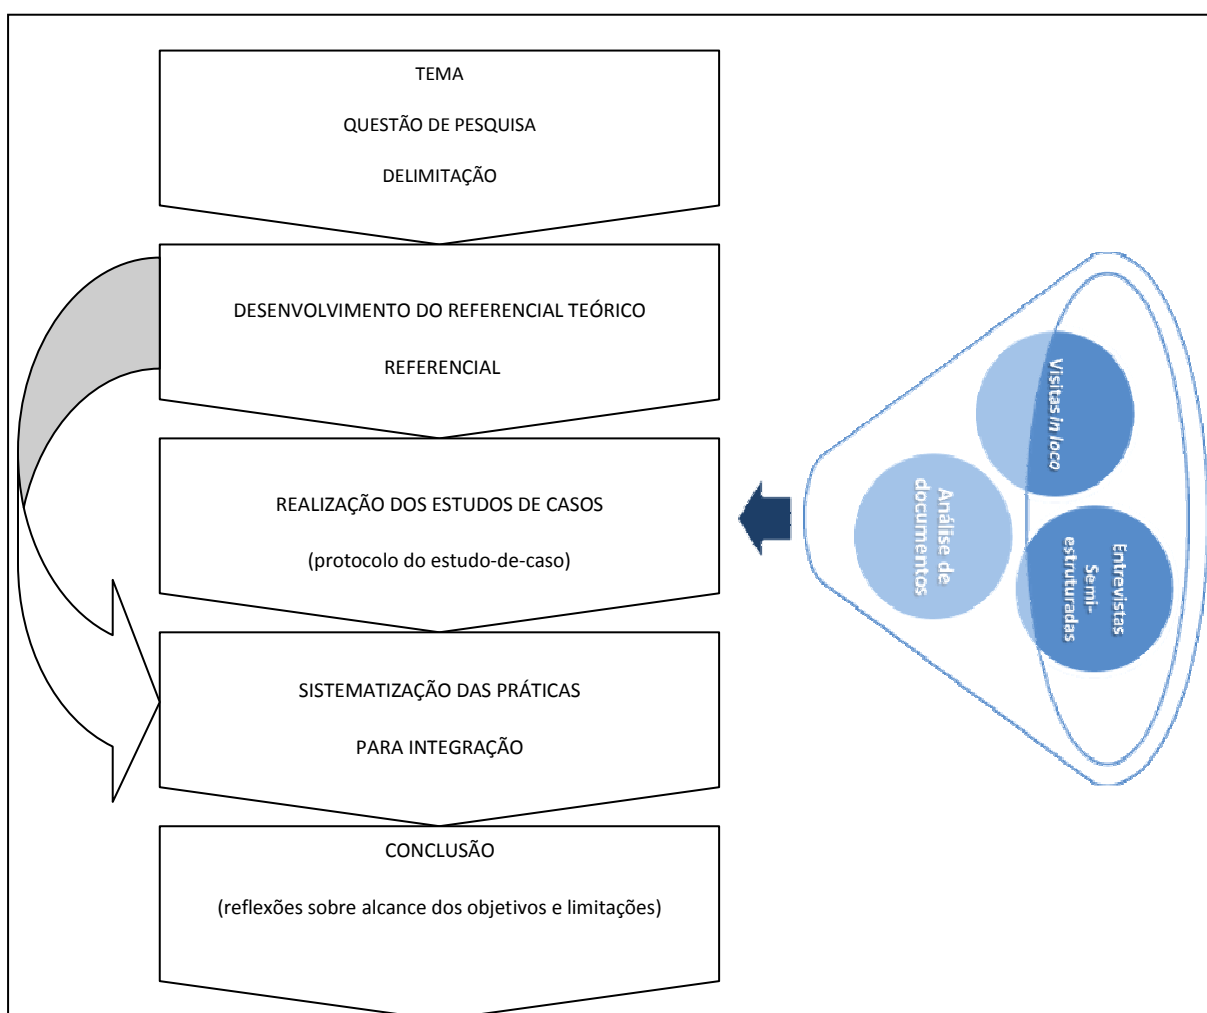 TEMA
QUESTÃO DE PESQUISA
DELIMITAÇÃO
DESENVOLVIMENTO DO REFERENCIAL TEÓRICO
REFERENCIAL
REALIZAÇÃO DOS ESTUDOS DE CASOS
(protocolo do estudo-de-caso)
SISTEMATIZAÇÃO DAS PRÁTICAS
PARA INTEGRAÇÃO
CONCLUSÃO
(reflexões sobre alcance dos objetivos e limitações)
Visitas in loco
Análise de
documentos
Entrevistas
Semi-
estruturadas